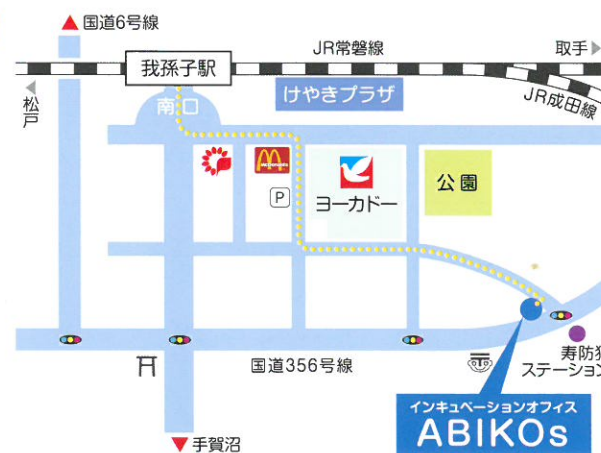 国道6号線
JR常磐線
取手
我孫子駅
松戸
けやきプラザ
JR成田線
南口
P
ヨーカドー
公園
国道356号線
寿防犯
ステーション
手賀沼
インキュベーションオフィス
ABIKOs